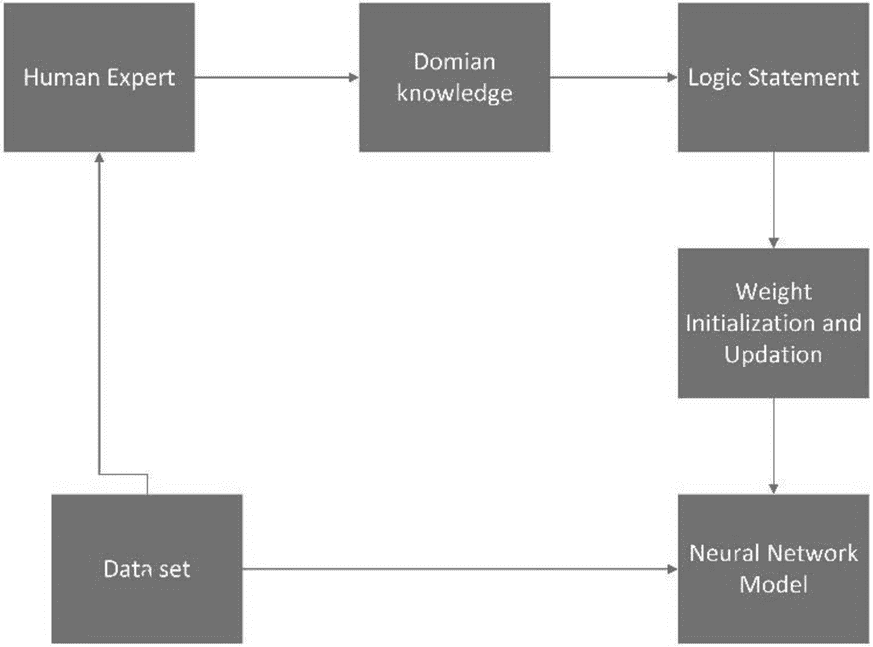 Human Expert
Domian
knowledge
Logic Statement
Weight
Initialization and
Updation
Data set
Neural Network
Model